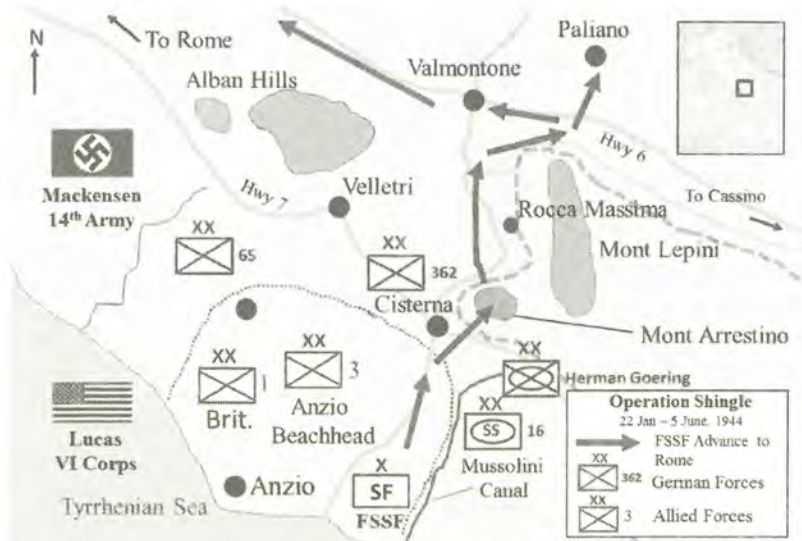 N
To Rome
Paliano
Alban Hills
Valmontone
Hwy 6
Mackensen
14th Army
Hwy 7
Velletri
To Cassino
Rocca Massima
Mont Lepini
XX
65
XX
362
Cisterna
Mont Arrestino
XX
Herman Goering
XX
1
Brit.
XX
3
Anzio
Beachhead
XX
SS
16
Mussolini
Canal
Lucas
VI Corps
Anzio
X
SF
FSSF
Tyrrhenian Sea
Operation Shingle
22 Jan – 5 June, 1944
FSSF Advance to
Rome
XX
362
German Forces
XX
3
Allied Forces